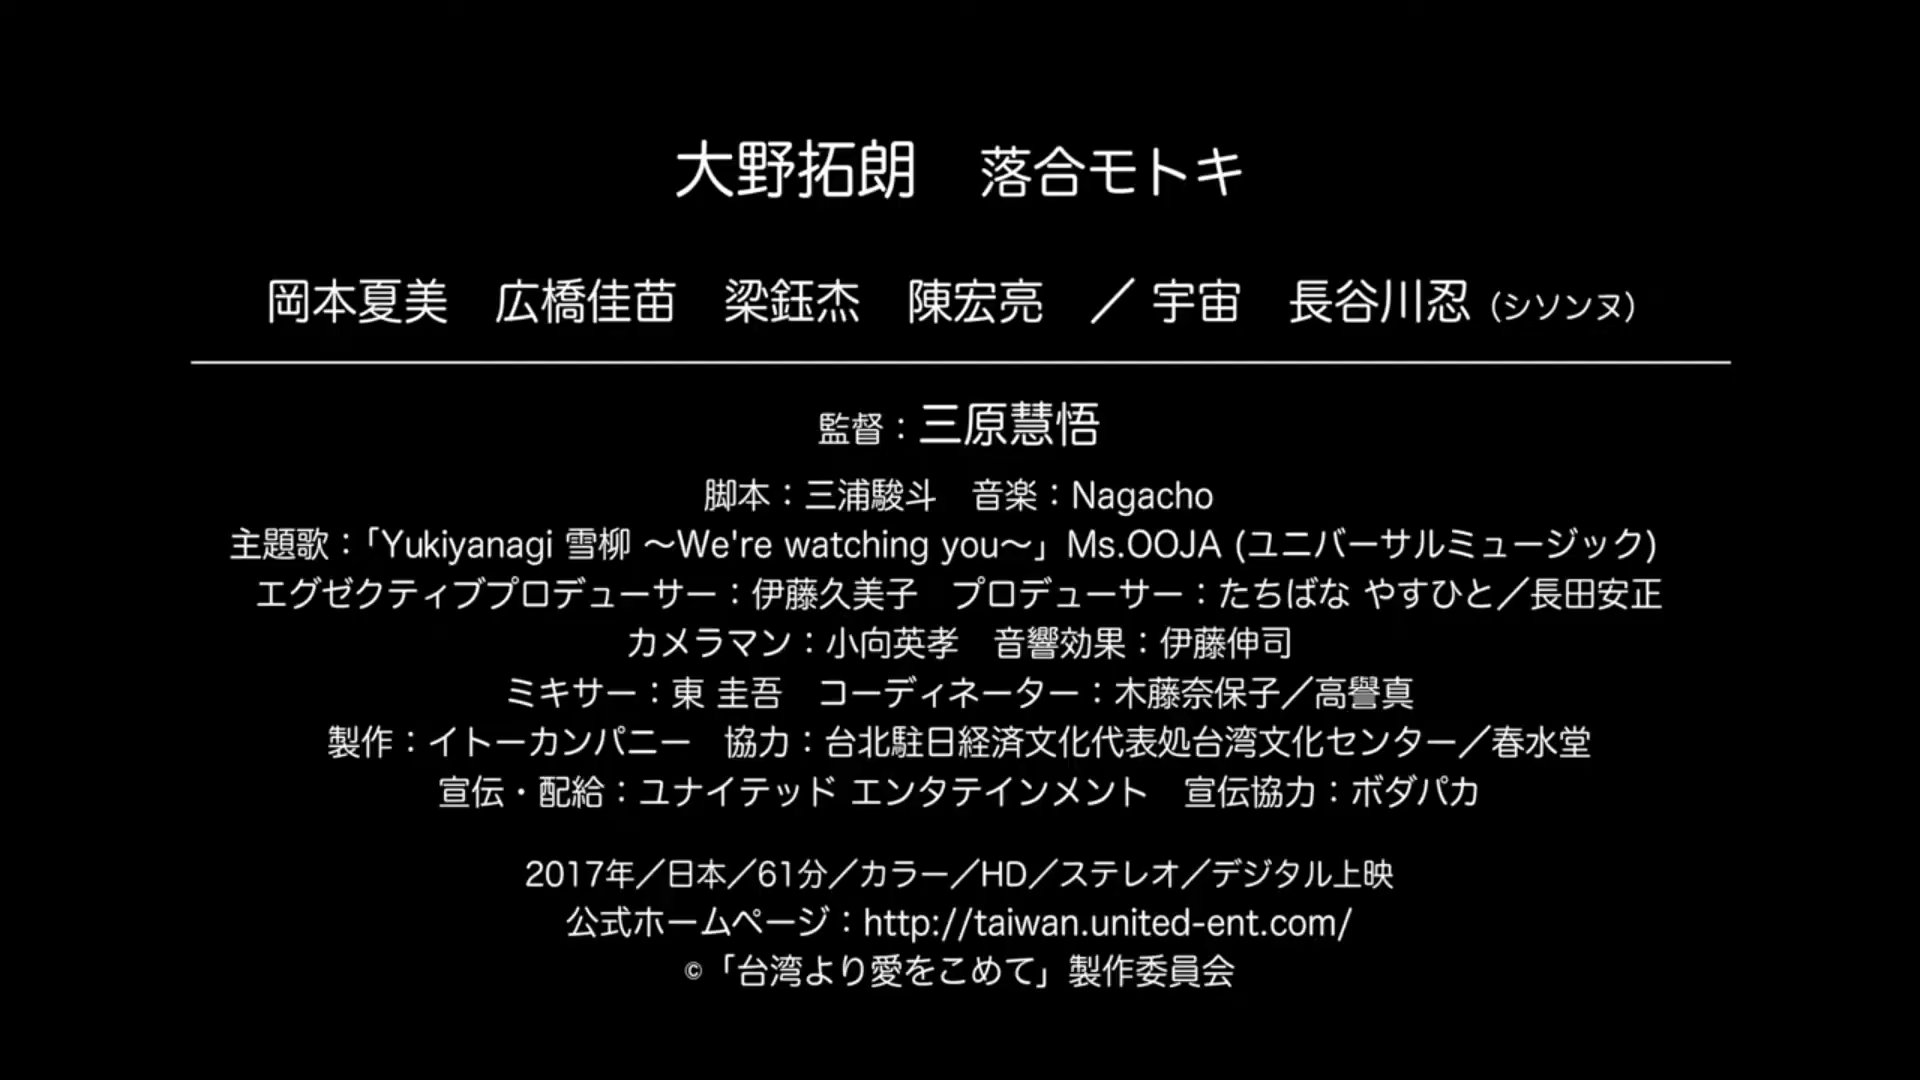 大野拓朗　落合モトキ
岡本夏美　広橋佳苗　梁鈺杰　陳宏亮　／宇宙　長谷川忍（シソンヌ）
監督：三原慧悟
脚本：三浦駿斗　音楽：Nagacho
主題歌：「Yukiyanagi 雪柳 〜We're watching you〜」Ms.OOJA (ユニバーサルミュージック)
エグゼクティブプロデューサー：伊藤久美子　プロデューサー：たちばな やすひと／長田安正
カメラマン：小向英孝　音響効果：伊藤伸司
ミキサー：東 圭吾　コーディネーター：木藤奈保子／高譽真
製作：イトーカンパニー　協力：台北駐日経済文化代表処台湾文化センター／春水堂
宣伝・配給：ユナイテッド エンタテインメント　宣伝協力：ボダパカ
2017年／日本／61分／カラー／HD／ステレオ／デジタル上映
公式ホームページ：http://taiwan.united-ent.com/
©「台湾より愛をこめて」製作委員会